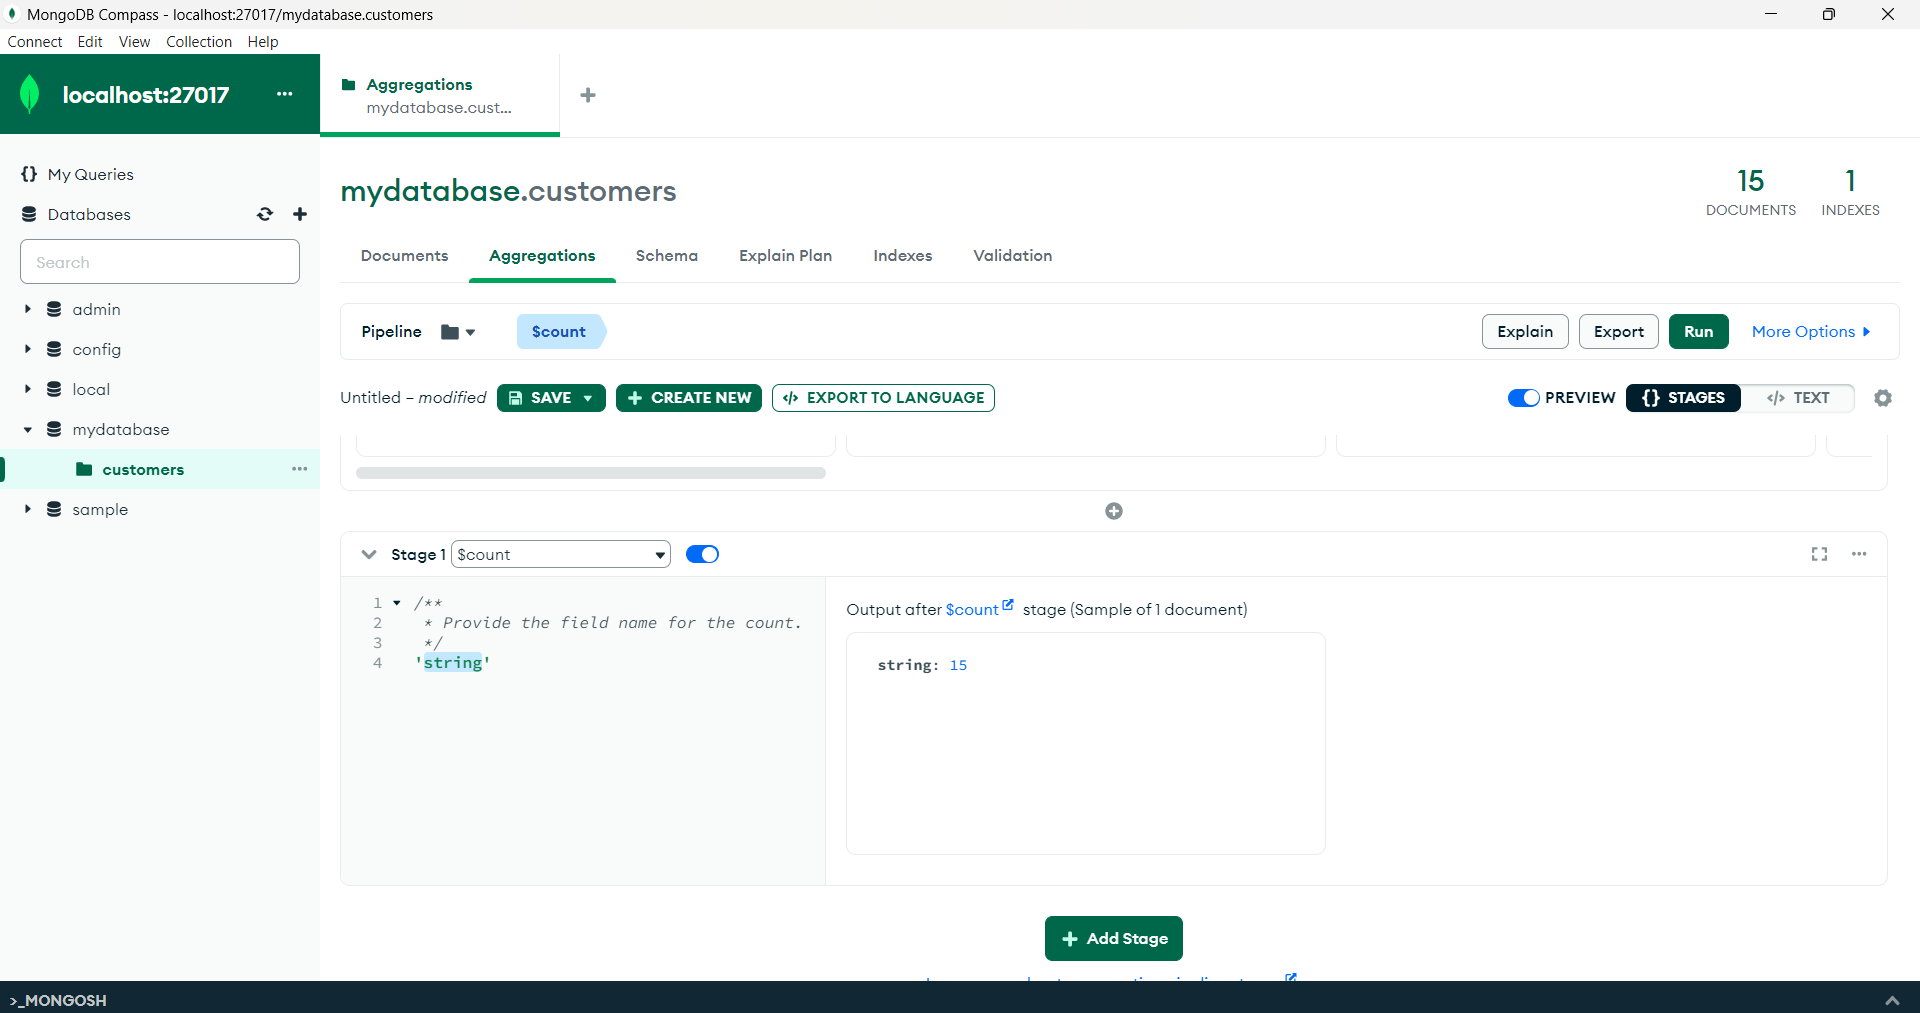 MongoDB Compass - localhost:27017/mydatabase.customers
Connect Edit View Collection Help
localhost:27017 ...
Aggregations
mydatabase.cust...
My Queries
Databases
Search
admin
config
local
mydatabase
customers ...
sample
mydatabase.customers
15
DOCUMENTS
1
INDEXES
Documents Aggregations Schema Explain Plan Indexes Validation
Pipeline $count Explain Export Run More Options
Untitled – modified SAVE + CREATE NEW </> EXPORT TO LANGUAGE PREVIEW {} STAGES </> TEXT
Stage 1 $count ...
1 /**
2 * Provide the field name for the count.
3 */
4 'string'
Output after $count stage (Sample of 1 document)
string: 15
+ Add Stage
>_MONGOSH